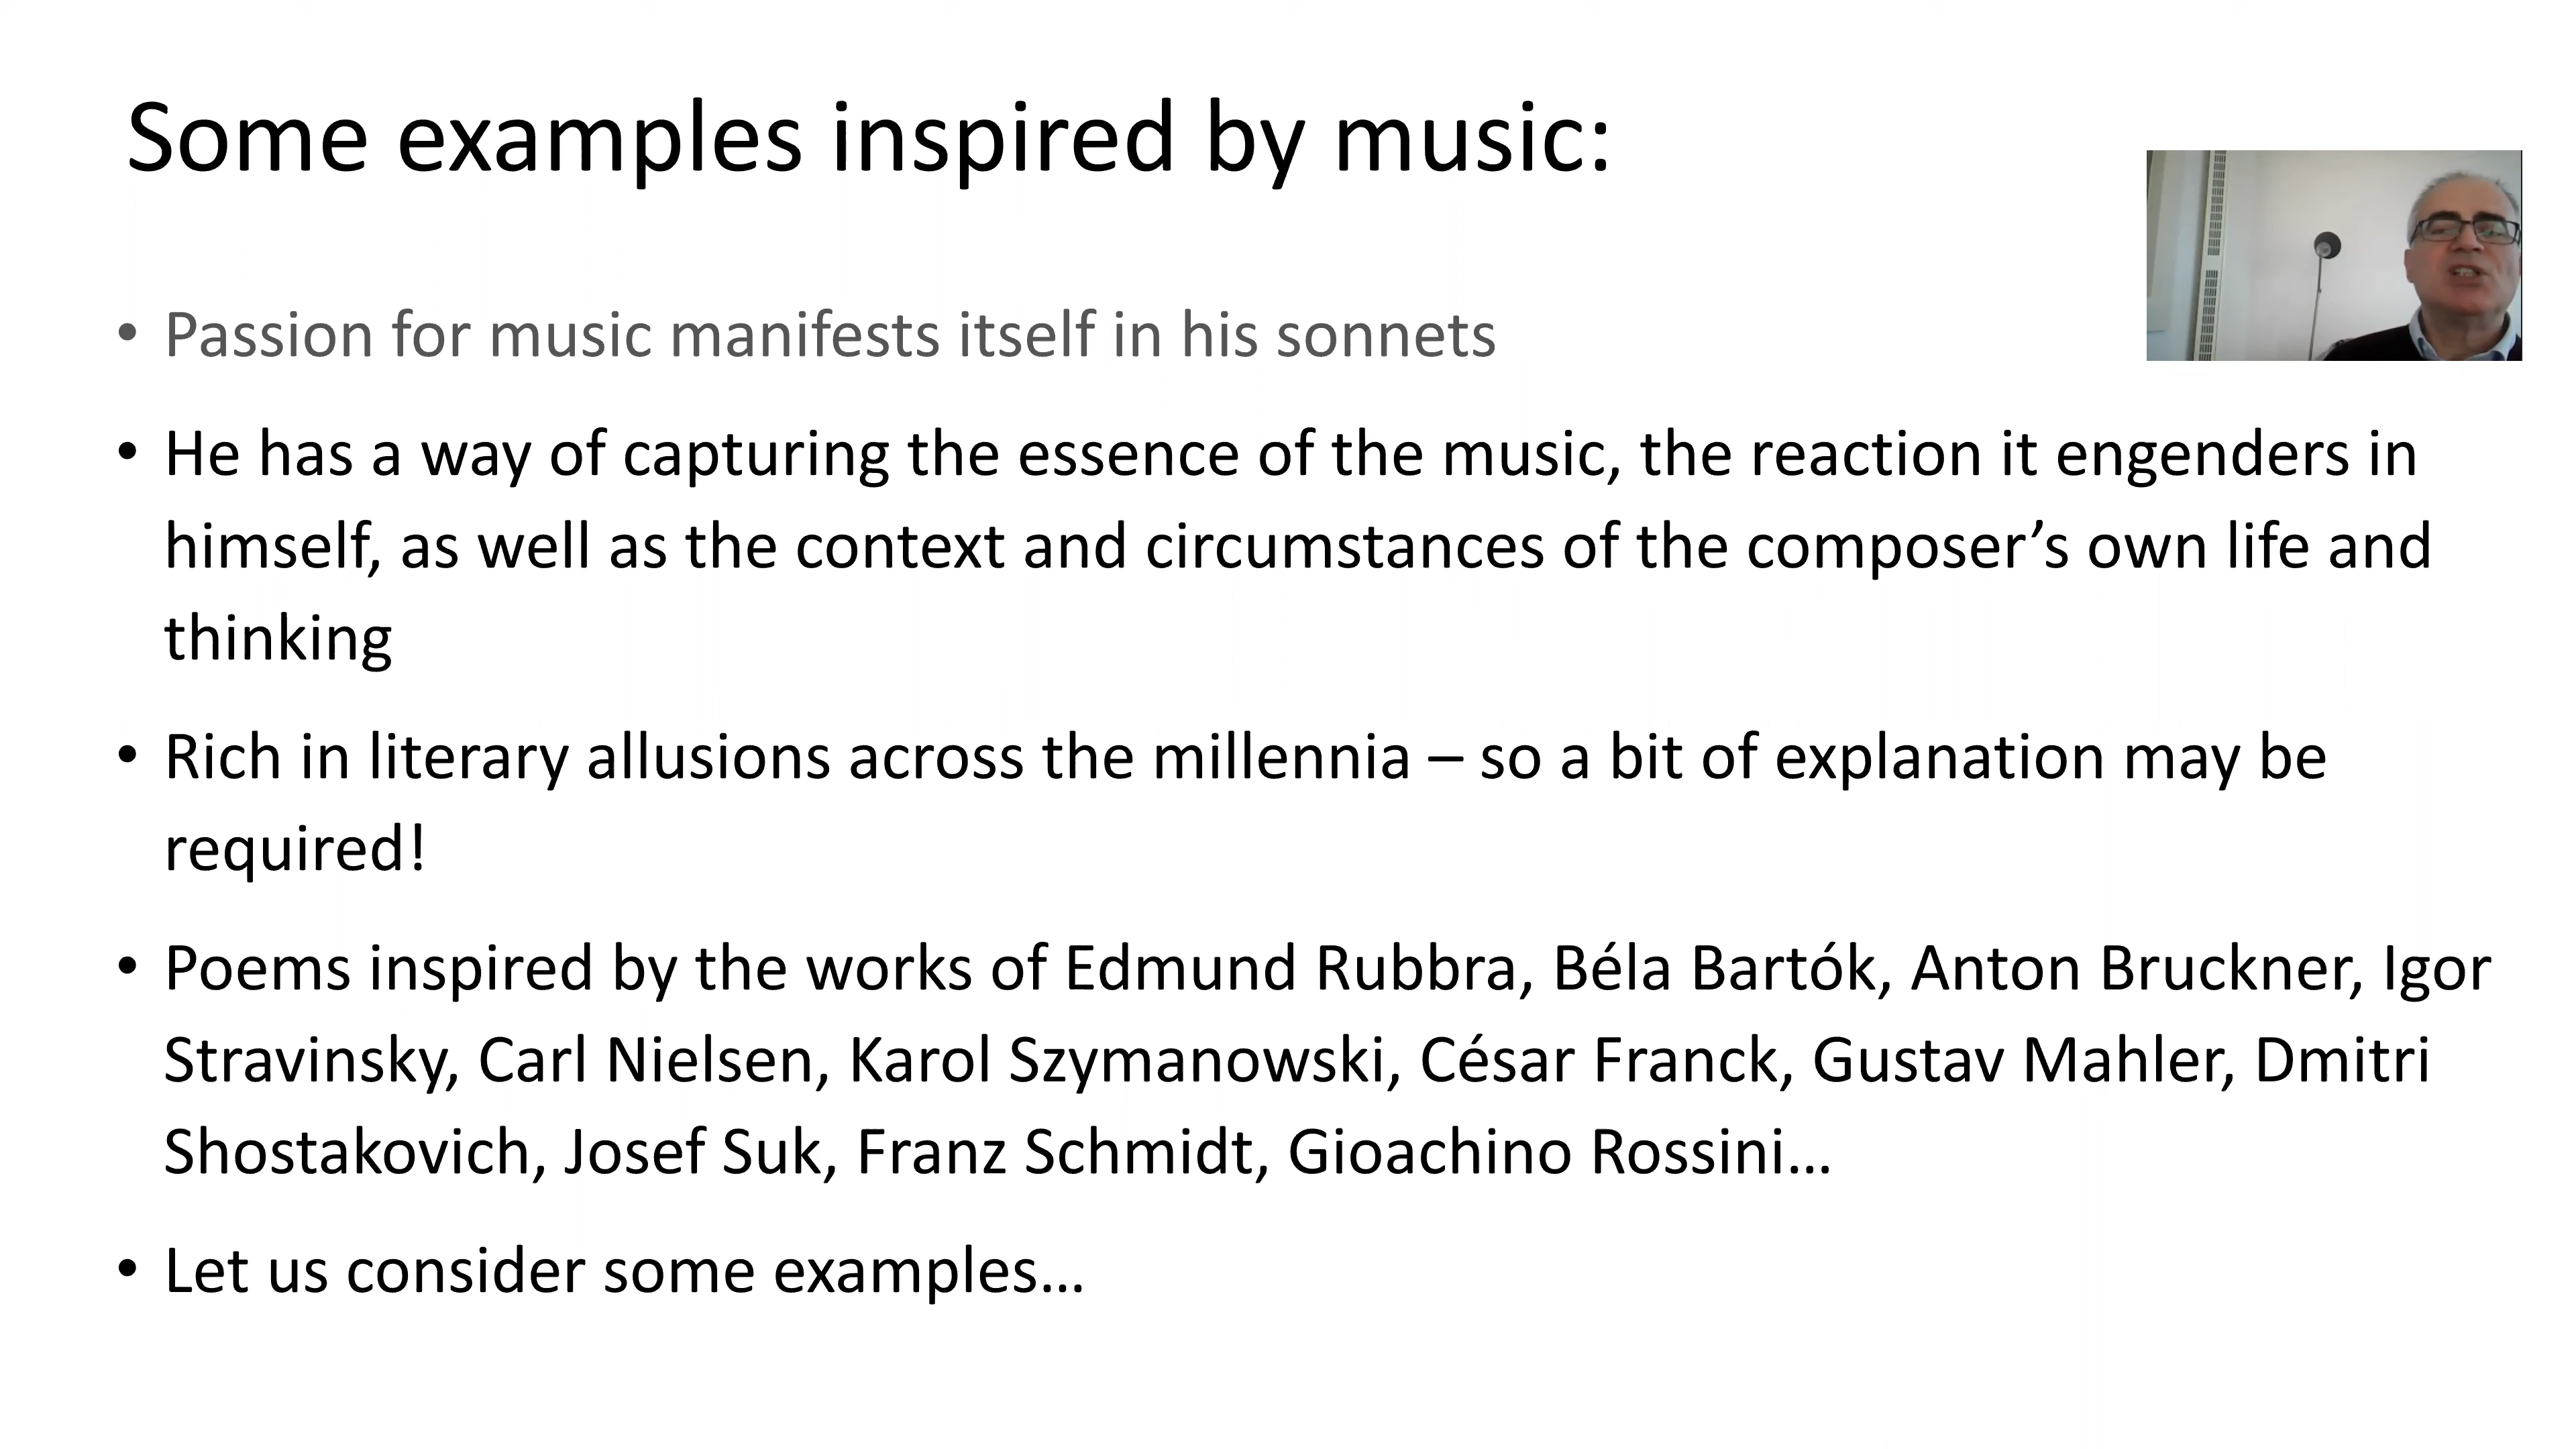 Some examples inspired by music:
• Passion for music manifests itself in his sonnets
• He has a way of capturing the essence of the music, the reaction it engenders in
himself, as well as the context and circumstances of the composer’s own life and
thinking
• Rich in literary allusions across the millennia – so a bit of explanation may be
required!
• Poems inspired by the works of Edmund Rubbra, Béla Bartók, Anton Bruckner, Igor
Stravinsky, Carl Nielsen, Karol Szymanowski, César Franck, Gustav Mahler, Dmitri
Shostakovich, Josef Suk, Franz Schmidt, Gioachino Rossini…
• Let us consider some examples…